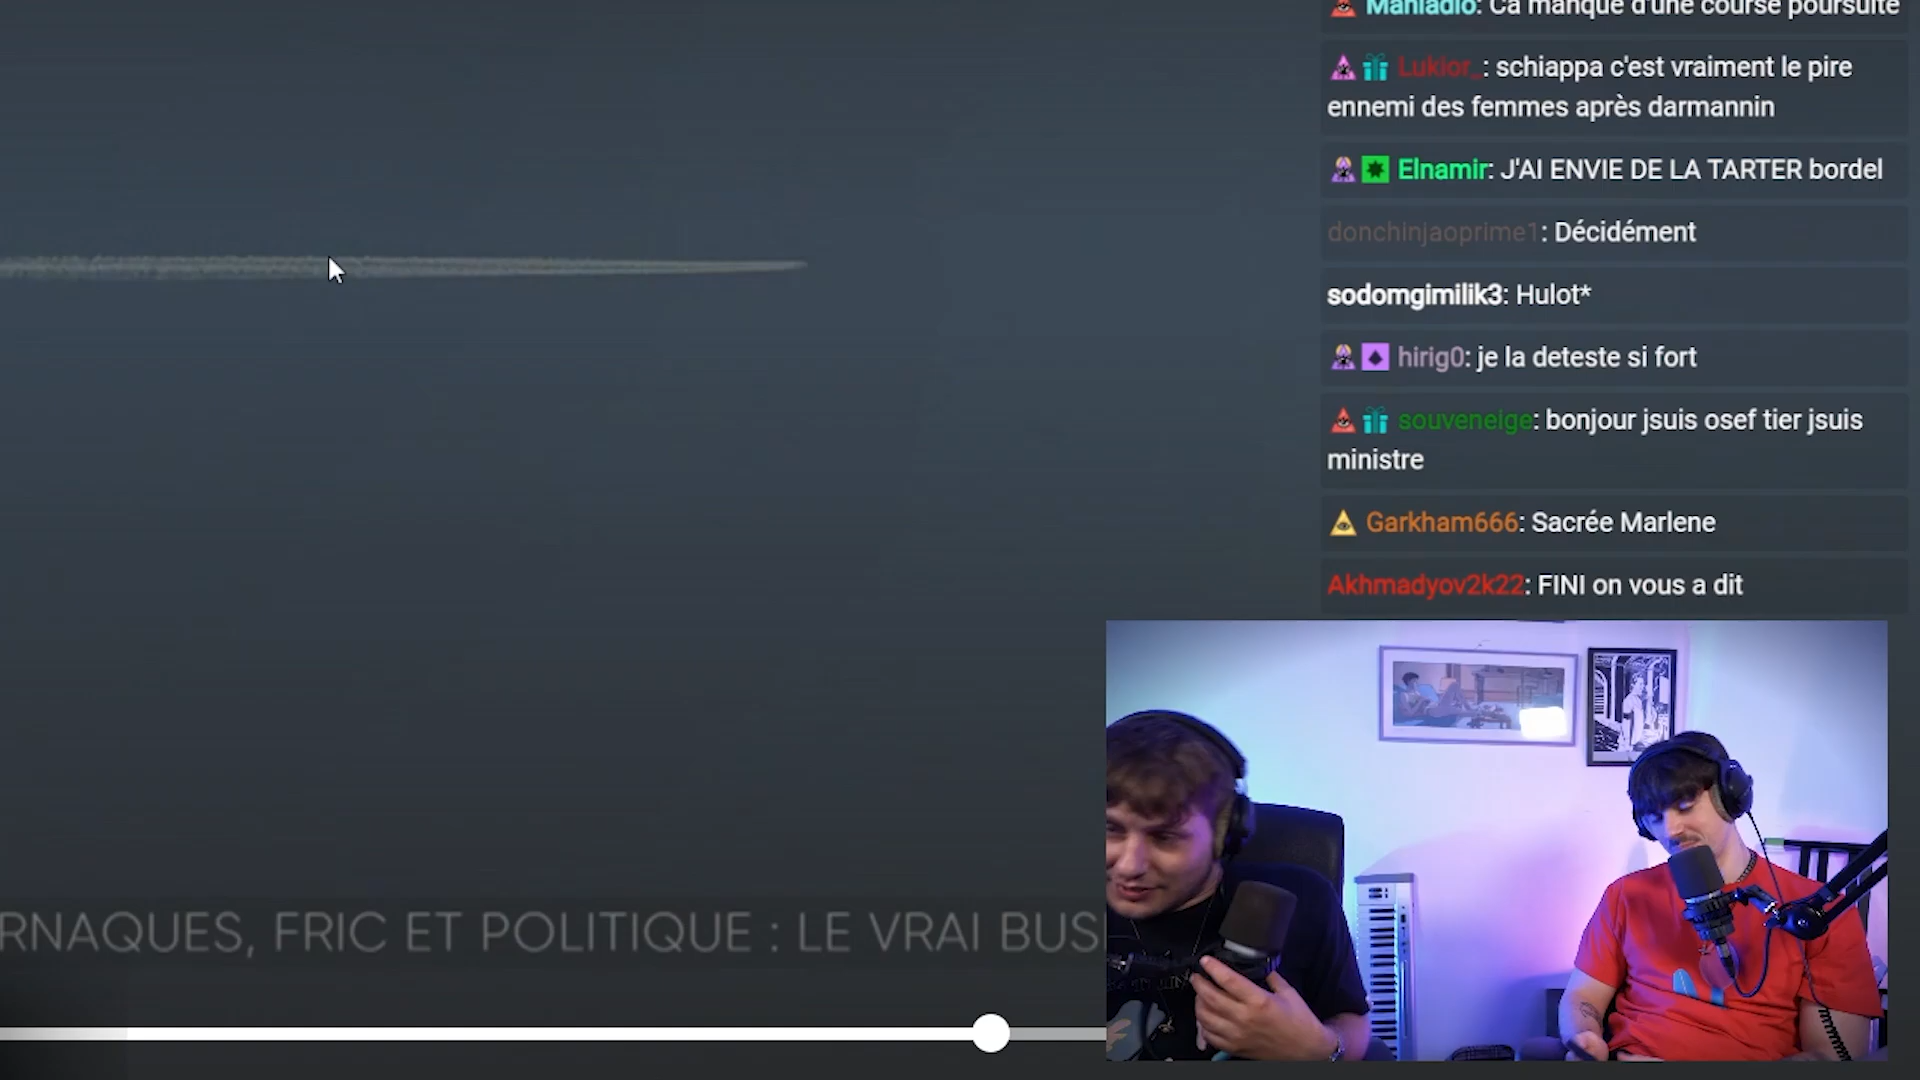 Maniadio: Ca manque d'une course poursuite
Lukior_: schiappa c'est vraiment le pire
ennemi des femmes après darmannin
Elnamir: J'AI ENVIE DE LA TARTER bordel
donchinjaoprime1: Décidément
sodomgimilik3: Hulot*
hirig0: je la deteste si fort
souveneige: bonjour jsuis osef tier jsuis
ministre
Garkham666: Sacrée Marlene
Akhmadyov2k22: FINI on vous a dit
RNAQUES, FRIC ET POLITIQUE : LE VRAI BUSI